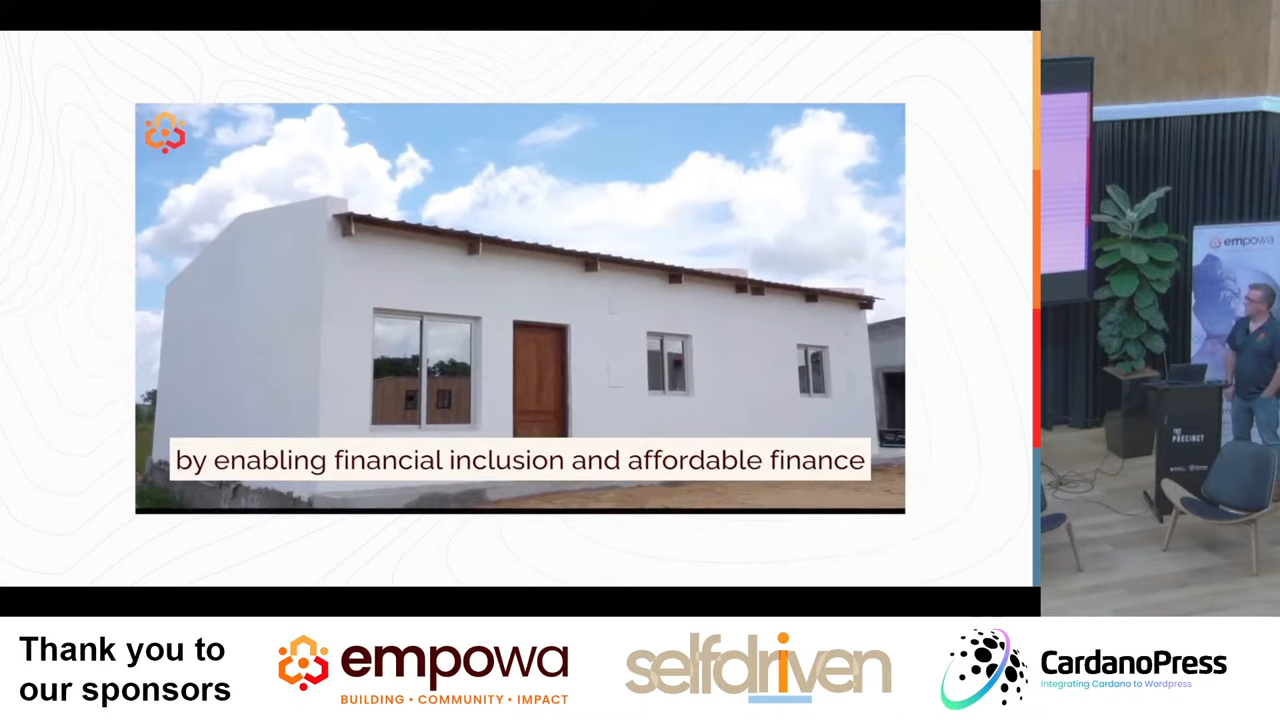 by enabling financial inclusion and affordable finance
empowa
THE
PRECINCT
Thank you to
our sponsors
empowa
BUILDING • COMMUNITY • IMPACT
selfdriven
CardanoPress
Integrating Cardano to Wordpress